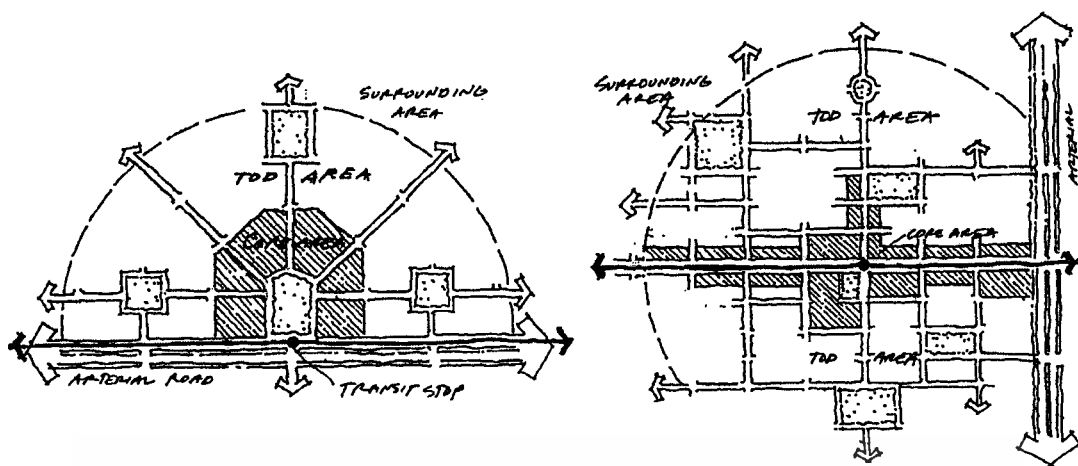 SURROUNDING
AREA
TOD AREA
CORE AREA
ARTERIAL ROAD
TRANSIT STOP
SURROUNDING
AREA
TOD AREA
CORE AREA
TOD AREA
ARTERIAL